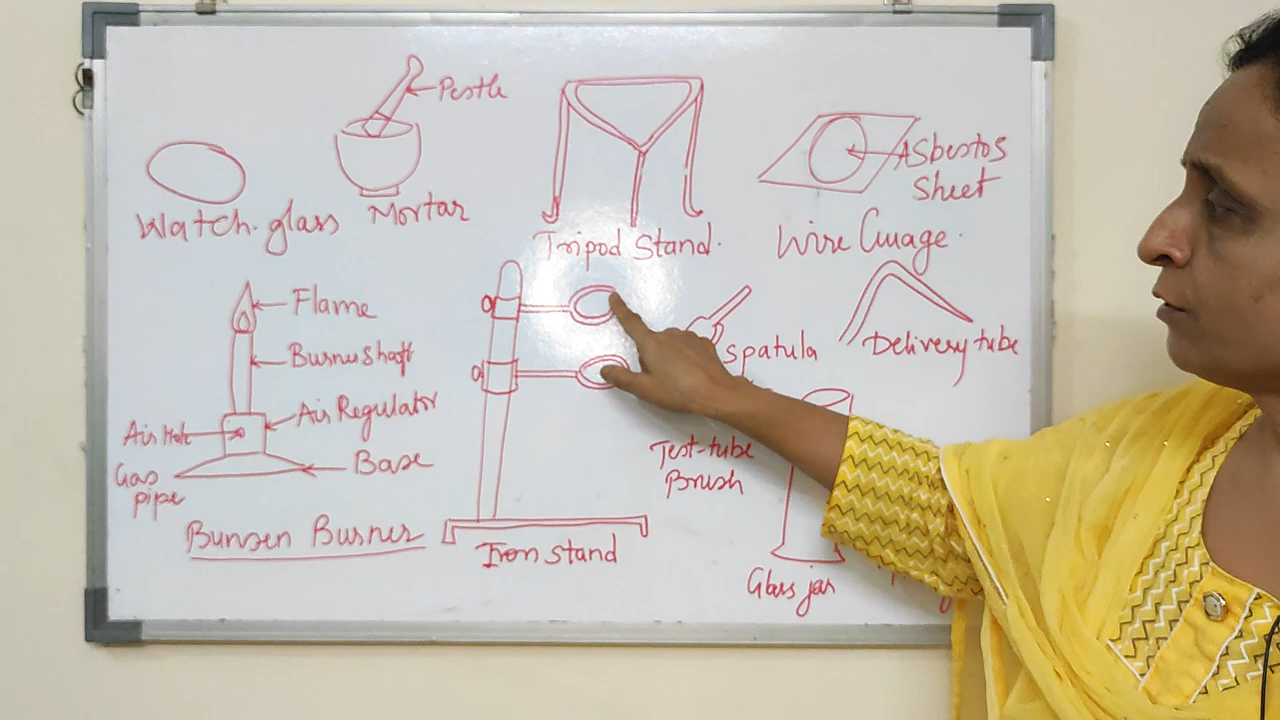 Pestle
Watch-glass
Mortar
Tripod Stand.
Asbestos
Sheet
Wire Guage.
Flame
Burner Shaft
Air Regulator
Air Hole
Base
Gas
pipe
Bunsen Burner
Iron Stand
spatula
Delivery tube
Test-tube
Brush
Glass jar